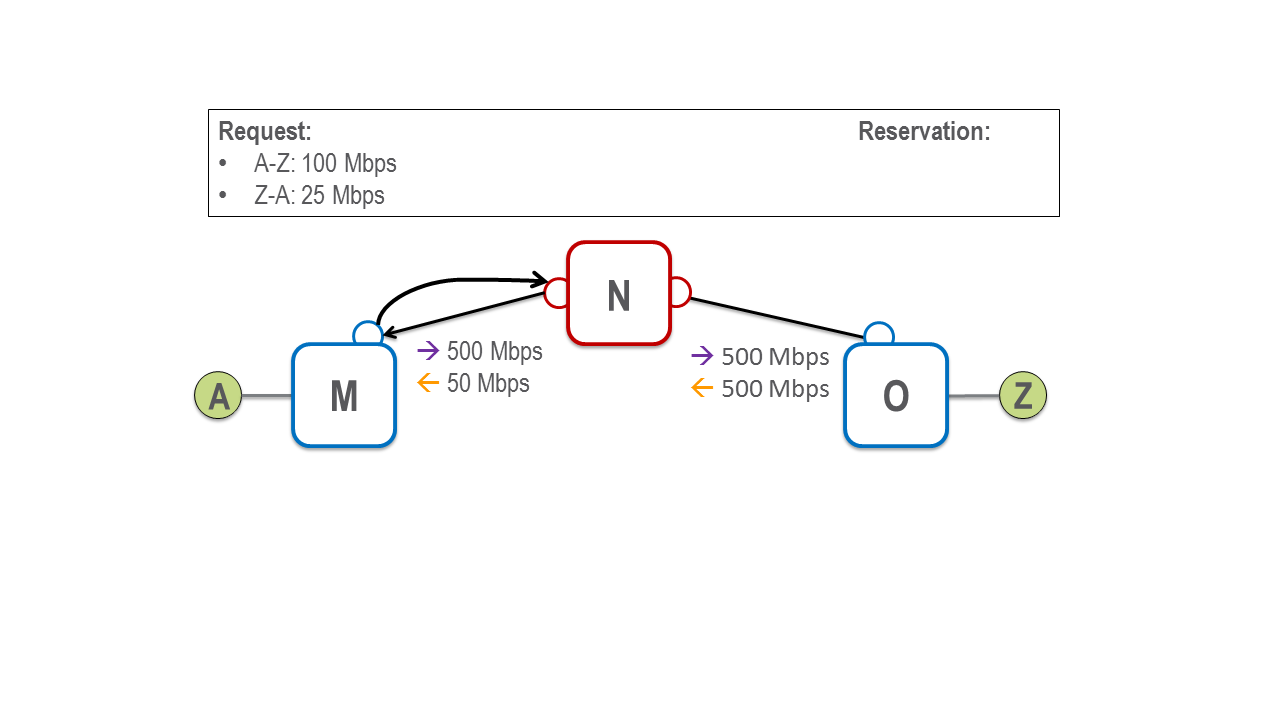 Request:
Reservation:
• A-Z: 100 Mbps
• Z-A: 25 Mbps
N
→ 500 Mbps
← 50 Mbps
→ 500 Mbps
← 500 Mbps
A
M
O
Z